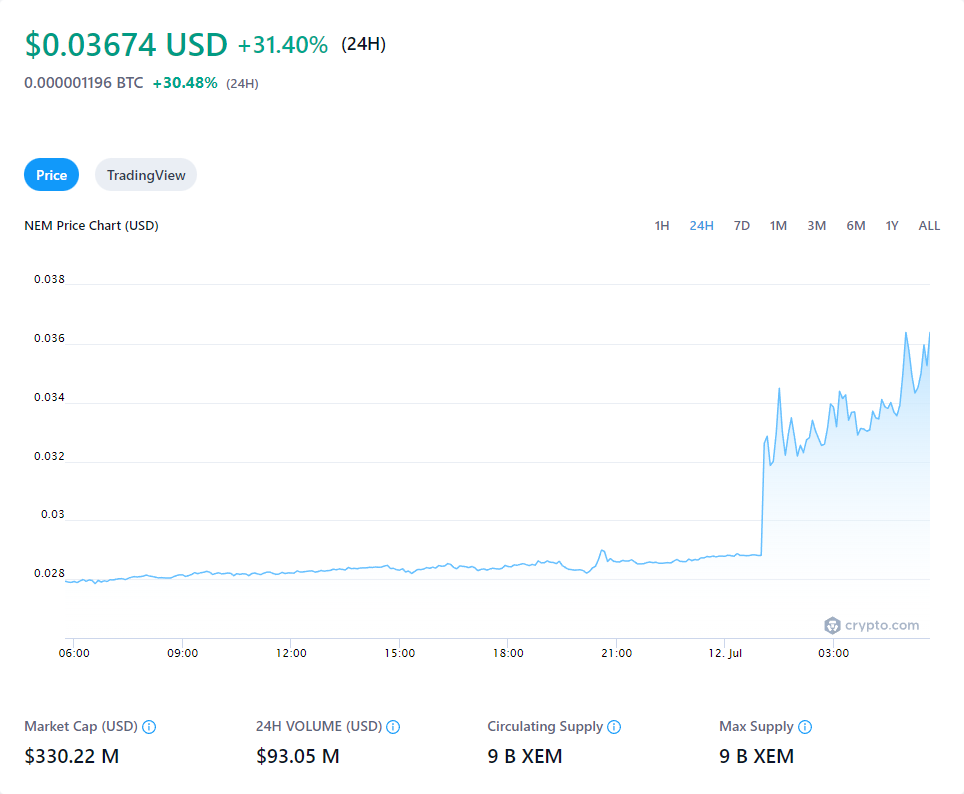 $0.03674 USD +31.40% (24H)
0.000001196 BTC +30.48% (24H)
Price TradingView
NEM Price Chart (USD) 1H 24H 7D 1M 3M 6M 1Y ALL
0.038
0.036
0.034
0.032
0.03
0.028
crypto.com
06:00 09:00 12:00 15:00 18:00 21:00 12. Jul 03:00
Market Cap (USD) 24H VOLUME (USD) Circulating Supply Max Supply
$330.22 M $93.05 M 9 B XEM 9 B XEM